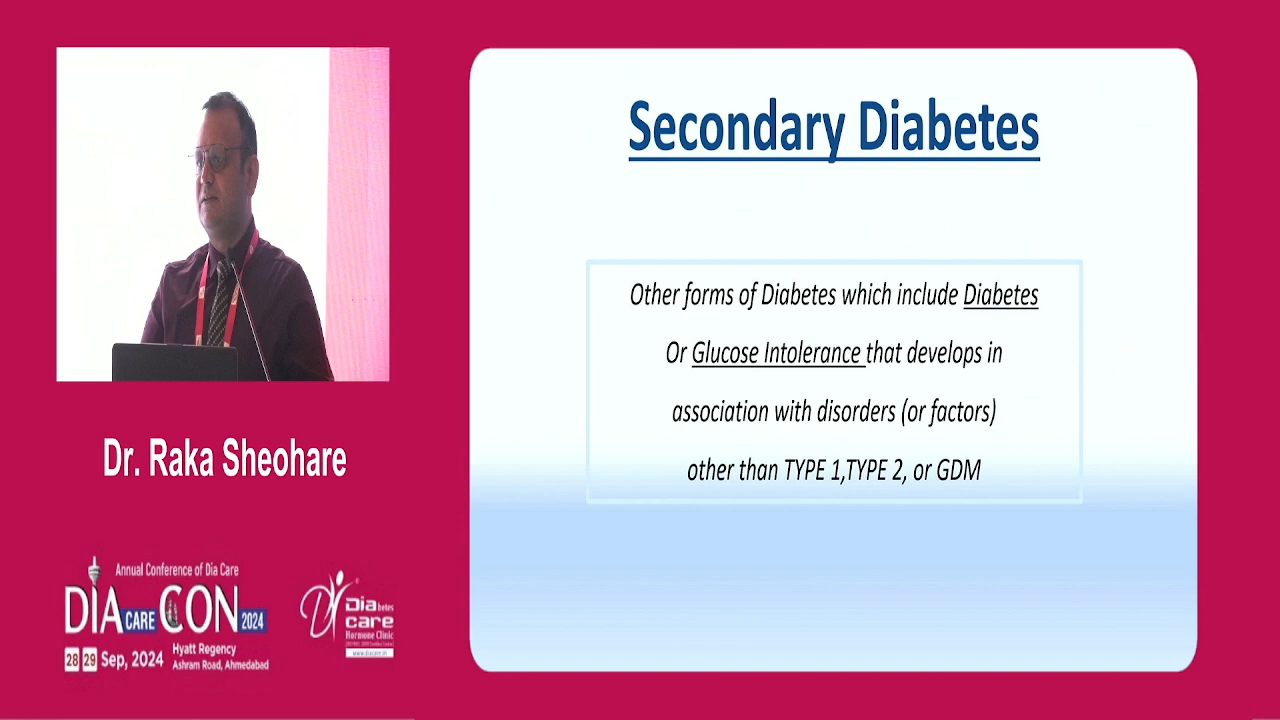 Secondary Diabetes
Other forms of Diabetes which include Diabetes
Or Glucose Intolerance that develops in
association with disorders (or factors)
other than TYPE 1,TYPE 2, or GDM
Dr. Raka Sheohare
Annual Conference of Dia Care
DIA CARE CON 2024
28 29 Sep, 2024
Hyatt Regency
Ashram Road, Ahmedabad
Diabetes
care
Hormone Clinic
www.diacare.in